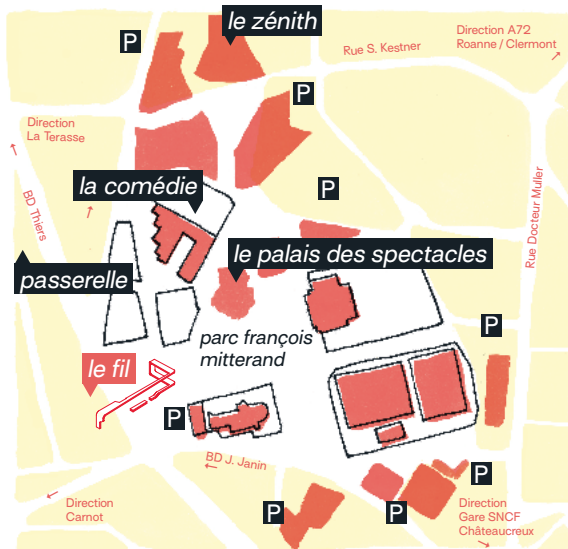 le zénith
P
Rue S. Kestner
Direction A72
Roanne / Clermont
P
Direction
La Terasse
la comédie
P
BD Thiers
Rue Docteur Muller
le palais des spectacles
passerelle
parc françois
mitterand
P
le fil
P
BD J. Janin
P
Direction
Carnot
P
P
Direction
Gare SNCF
Châteaucreux